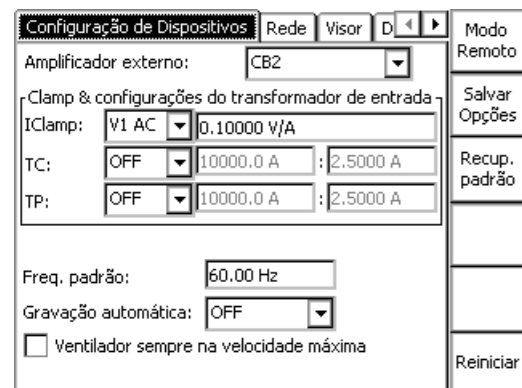 Configuração de Dispositivos Rede Visor D
Amplificador externo: CB2
Clamp & configurações do transformador de entrada
IClamp: V1 AC 0.10000 V/A
TC: OFF 10000.0 A : 2.5000 A
TP: OFF 10000.0 A : 2.5000 A
Freq. padrão: 60.00 Hz
Gravação automática: OFF
Ventilador sempre na velocidade máxima
Modo
Remoto
Salvar
Opções
Recup.
padrão
Reiniciar